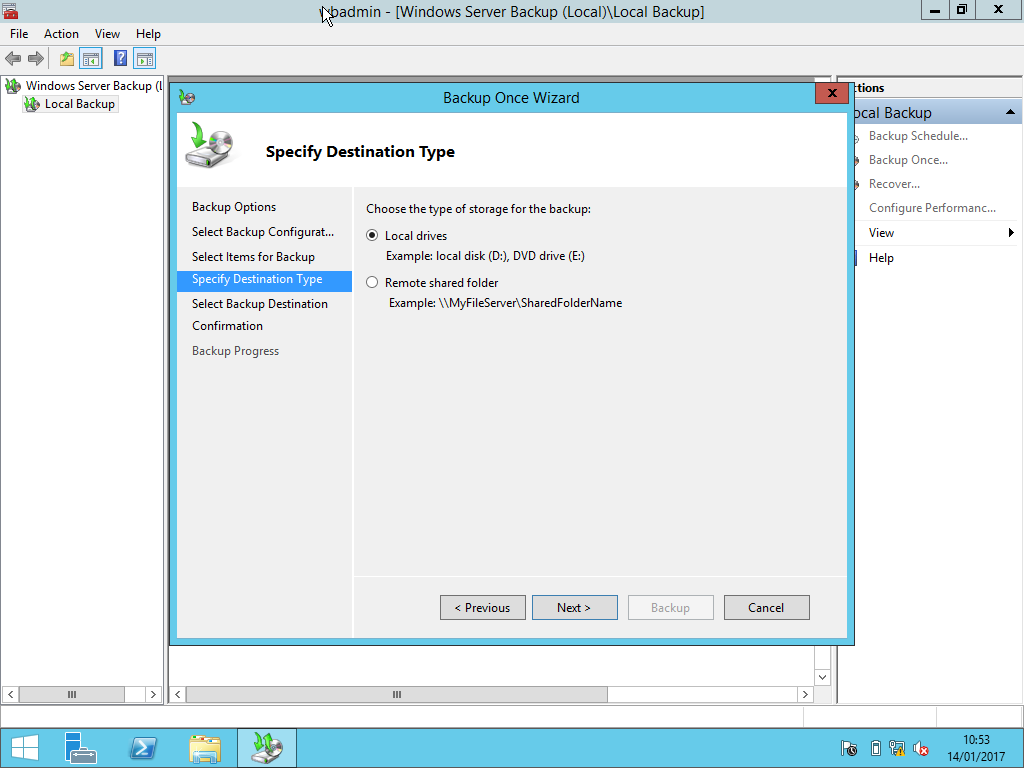 wbadmin - [Windows Server Backup (Local)\Local Backup]
File Action View Help
Windows Server Backup (L
Local Backup
Backup Once Wizard
Specify Destination Type
Backup Options
Select Backup Configurat...
Select Items for Backup
Specify Destination Type
Select Backup Destination
Confirmation
Backup Progress
Choose the type of storage for the backup:
Local drives
Example: local disk (D:), DVD drive (E:)
Remote shared folder
Example: \\MyFileServer\SharedFolderName
< Previous
Next >
Backup
Cancel
ctions
ocal Backup
Backup Schedule...
Backup Once...
Recover...
Configure Performanc...
View
Help
10:53
14/01/2017